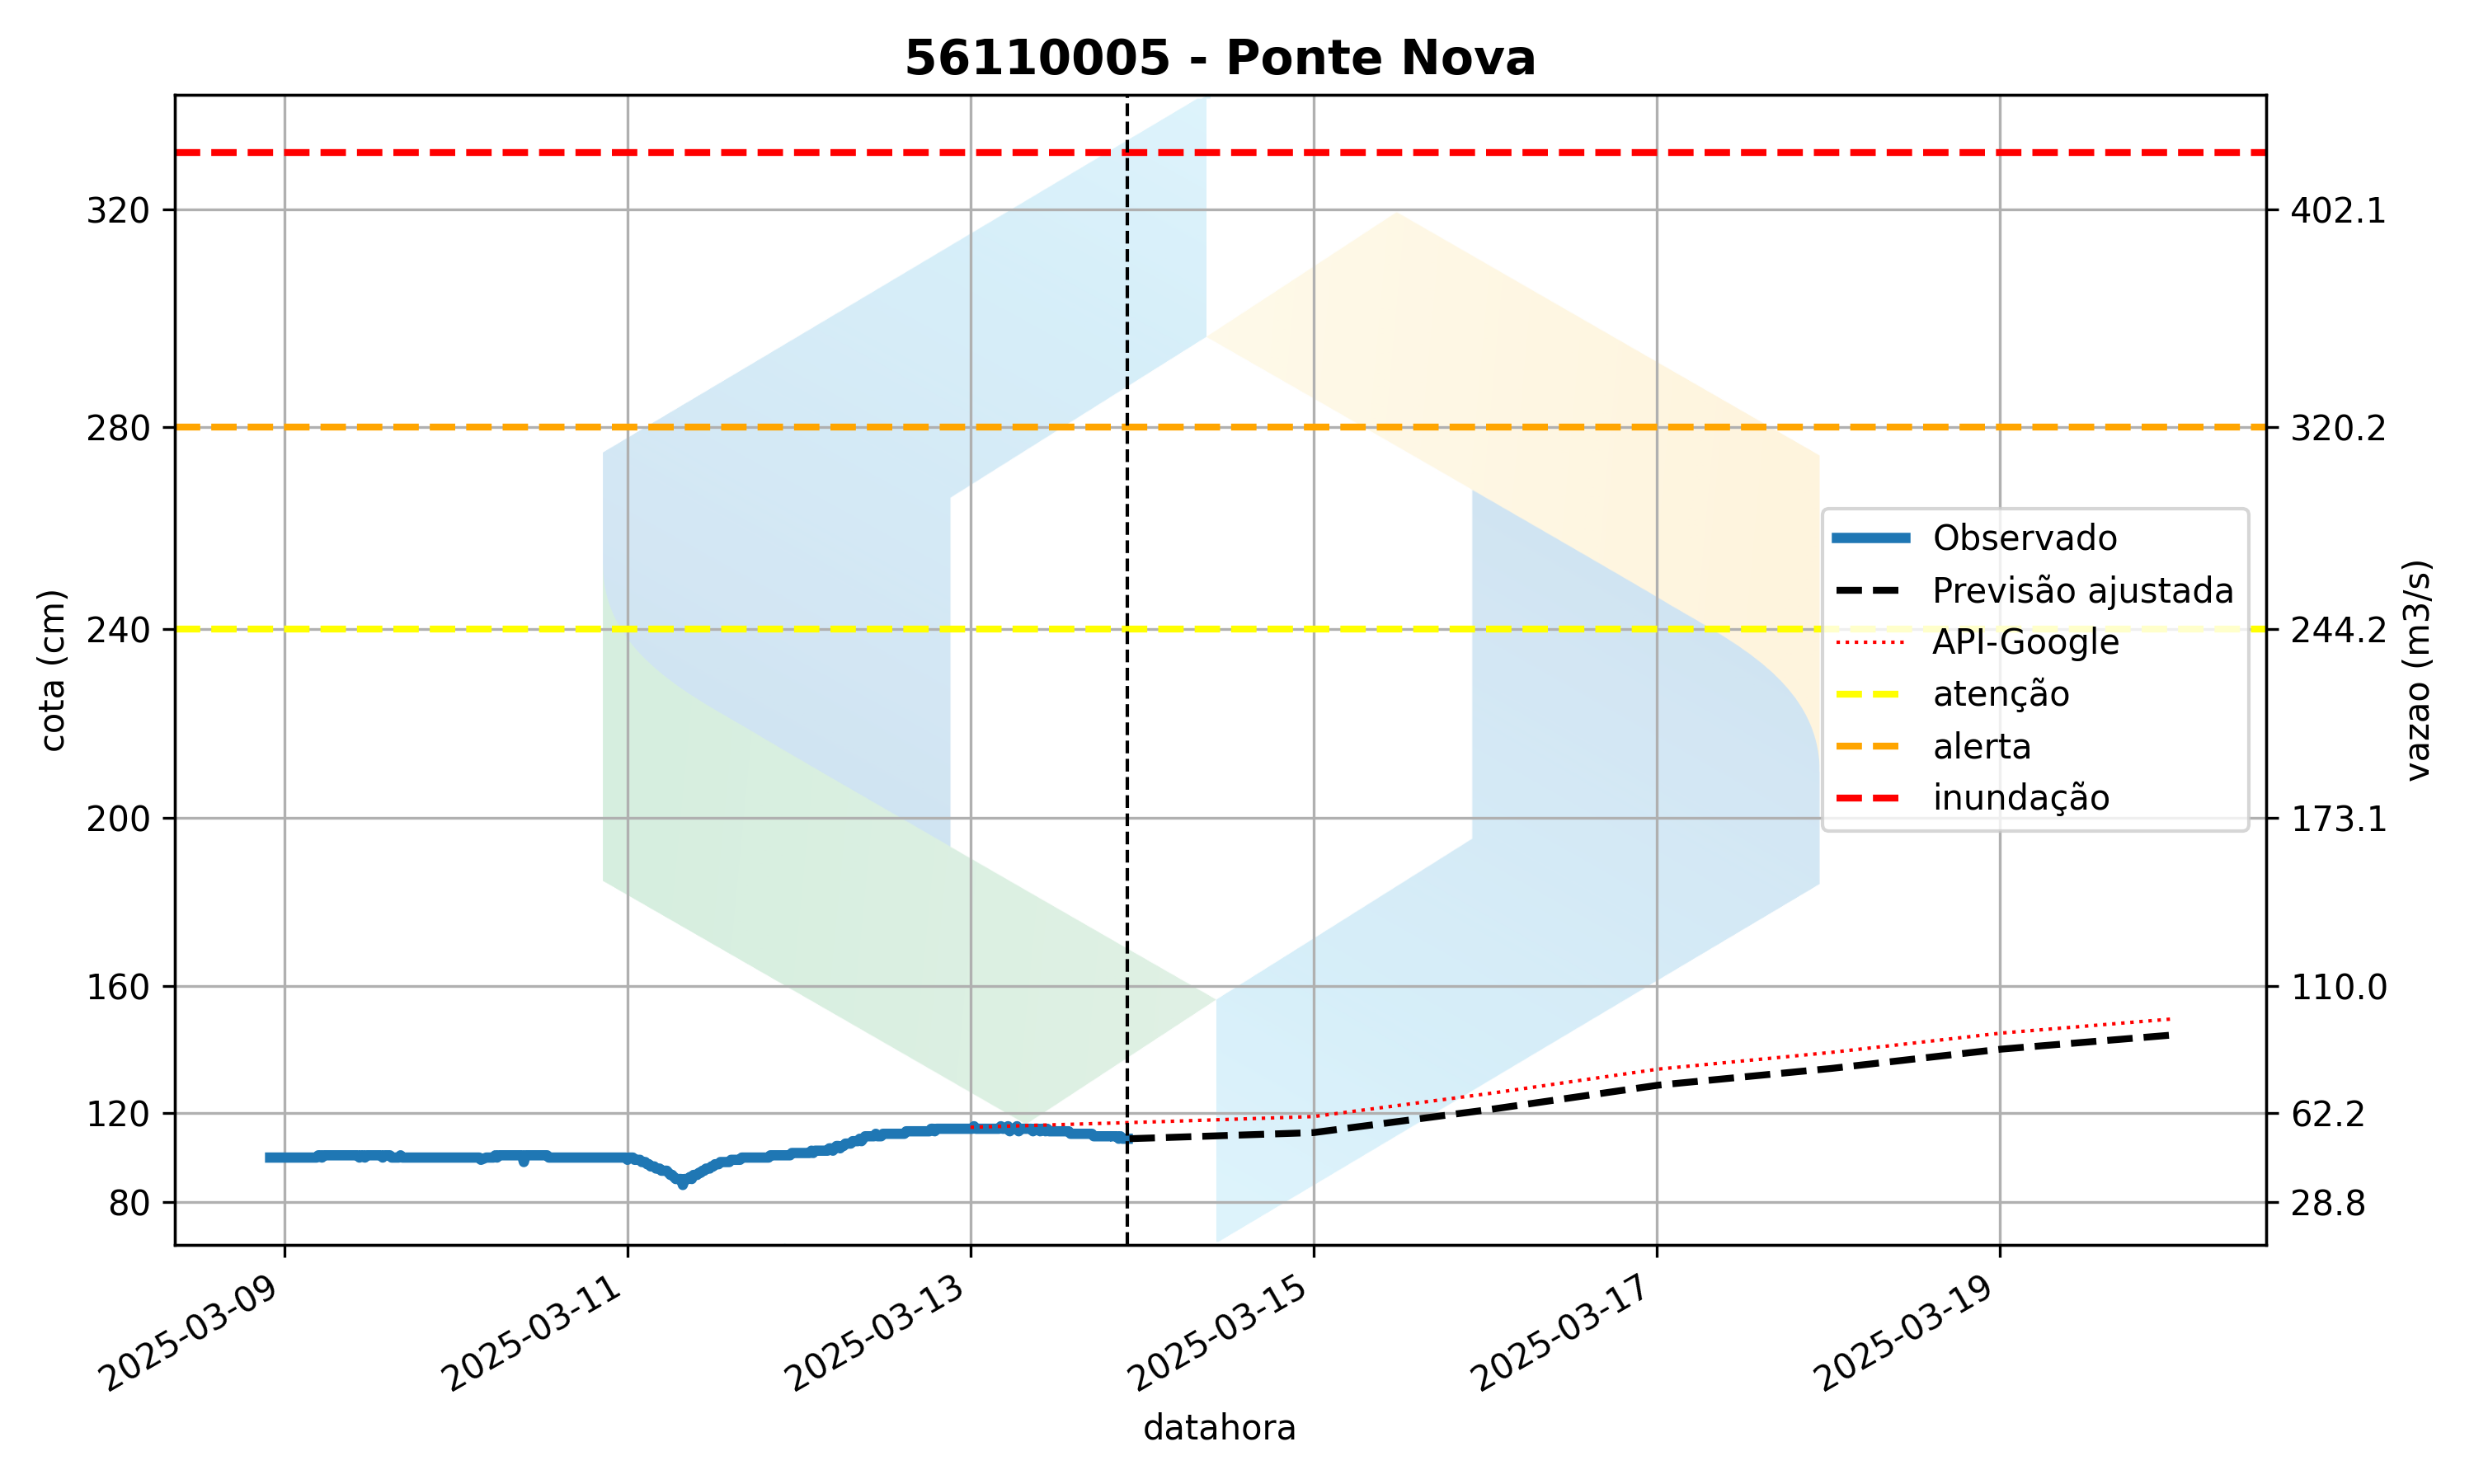 56110005 - Ponte Nova
320
280
240
200
160
120
80
cota (cm)
402.1
320.2
244.2
173.1
110.0
62.2
28.8
vazao (m3/s)
Observado
Previsão ajustada
API-Google
atenção
alerta
inundação
2025-03-09
2025-03-11
2025-03-13
2025-03-15
2025-03-17
2025-03-19
datahora